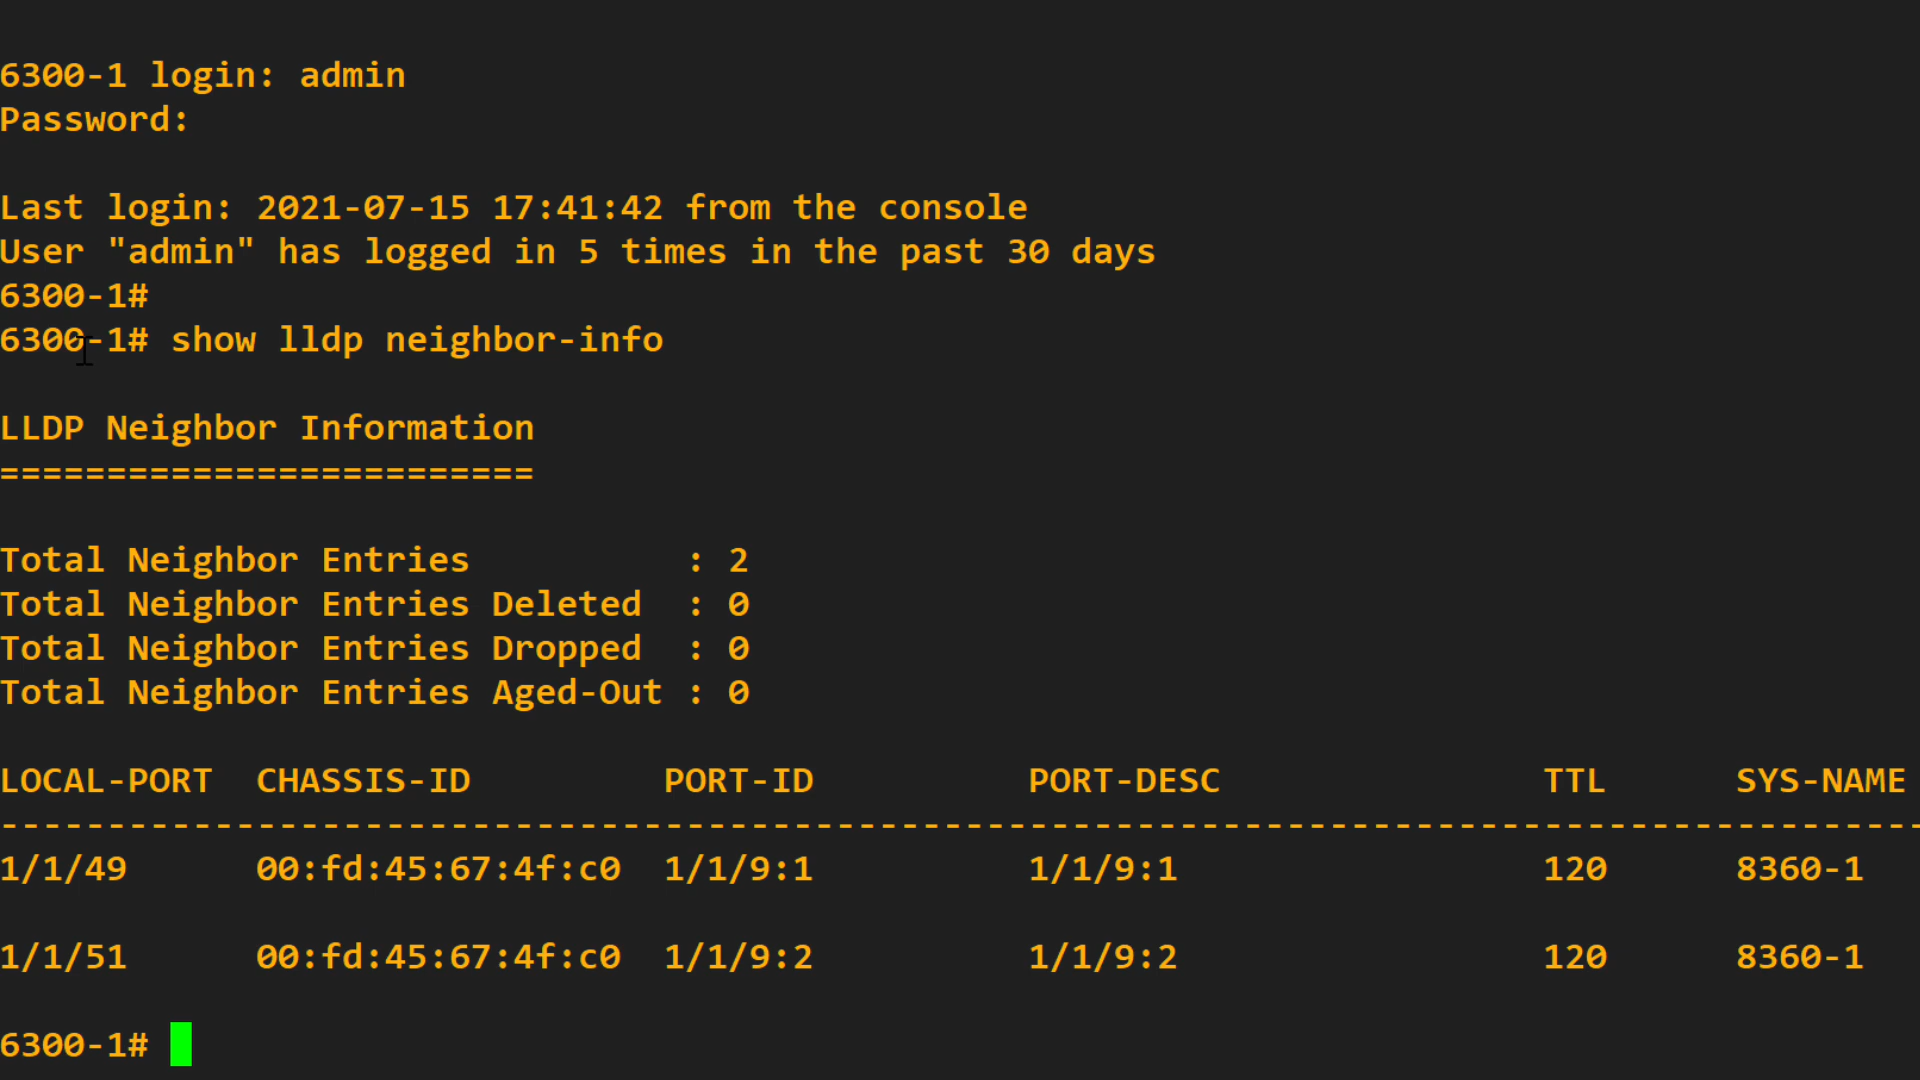 6300-1 login: admin
Password:
Last login: 2021-07-15 17:41:42 from the console
User "admin" has logged in 5 times in the past 30 days
6300-1#
6300-1# show lldp neighbor-info
LLDP Neighbor Information
=========================
Total Neighbor Entries          : 2
Total Neighbor Entries Deleted  : 0
Total Neighbor Entries Dropped  : 0
Total Neighbor Entries Aged-Out : 0
LOCAL-PORT  CHASSIS-ID         PORT-ID          PORT-DESC               TTL      SYS-NAME
------------------------------------------------------------------------------------------
1/1/49      00:fd:45:67:4f:c0  1/1/9:1          1/1/9:1                 120      8360-1
1/1/51      00:fd:45:67:4f:c0  1/1/9:2          1/1/9:2                 120      8360-1
6300-1#